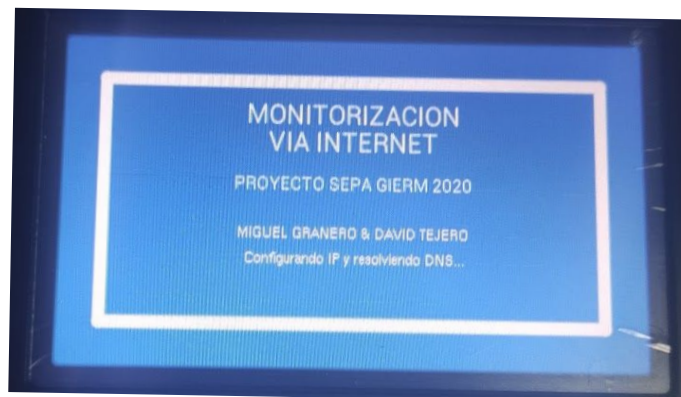 MONITORIZACION
VIA INTERNET
PROYECTO SEPA GIERM 2020
MIGUEL GRANERO & DAVID TEJERO
Configurando IP y resolviendo DNS...